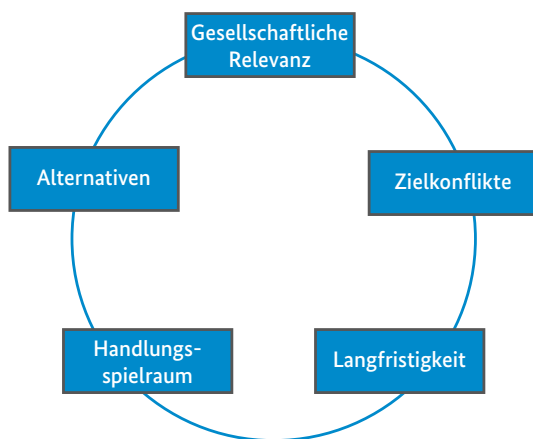 Gesellschaftliche
Relevanz
Alternativen
Zielkonflikte
Handlungs-
spielraum
Langfristigkeit